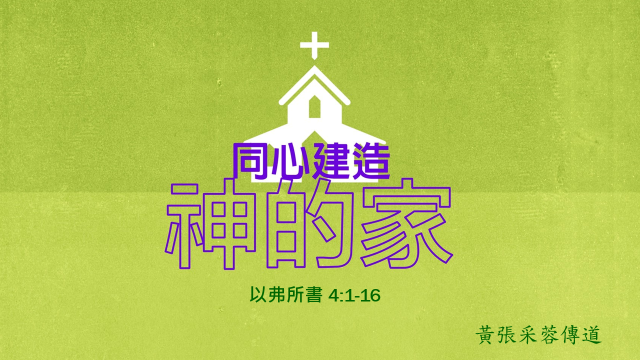 同心建造
神的家
以弗所書 4:1-16
黃張采蓉傳道